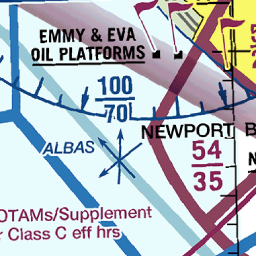 EMMY & EVA
OIL PLATFORMS
100
70
ALBAS
NEWPORT B
54
35
OTAMs/Supplement
r Class C eff hrs